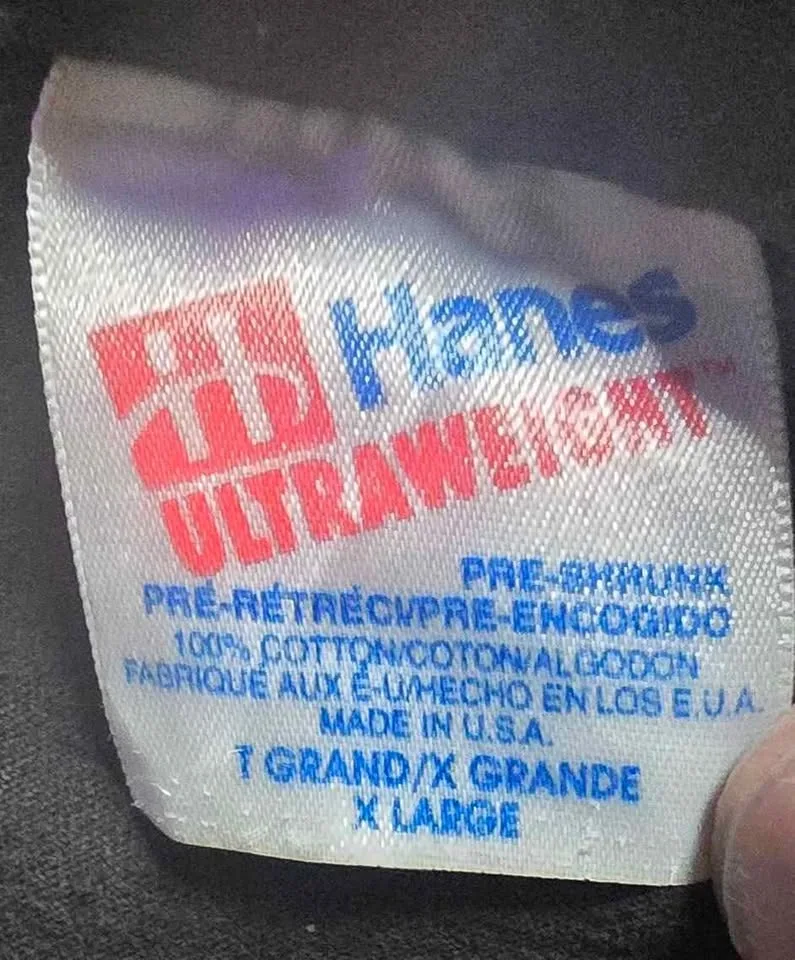 Hanes
ULTRAWEIGHT™
PRE-SHRUNK
PRÉ-RÉTRÉCI/PRE-ENCOGIDO
100% COTTON/COTON/ALGODON
FABRIQUÉ AUX É-U/HECHO EN LOS E.U.A.
MADE IN U.S.A.
T GRAND/X GRANDE
X LARGE